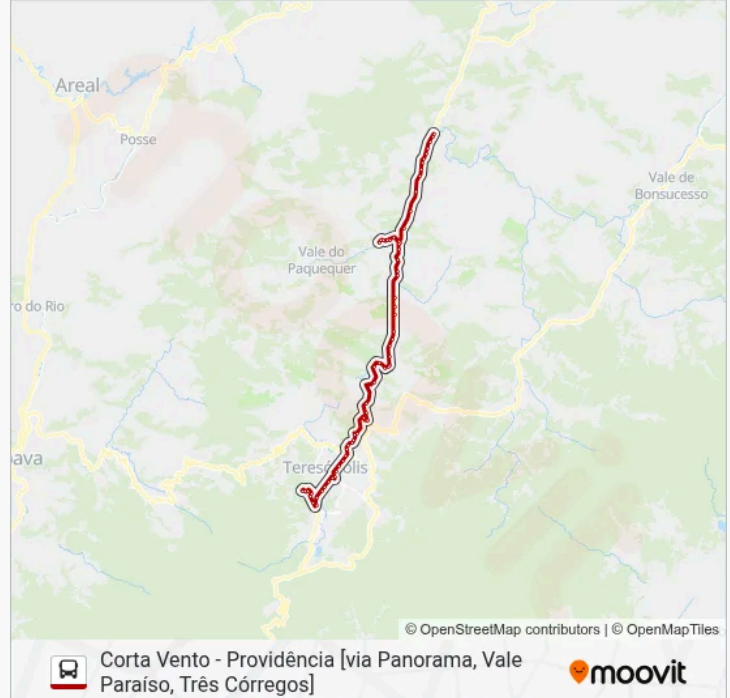 Areal
Posse
Vale de
Bonsucesso
Vale do
Paquequer
ro do Rio
ava
Teresópolis
© OpenStreetMap contributors | © OpenMapTiles
Corta Vento - Providência [via Panorama, Vale
Paraíso, Três Córregos]
moovit